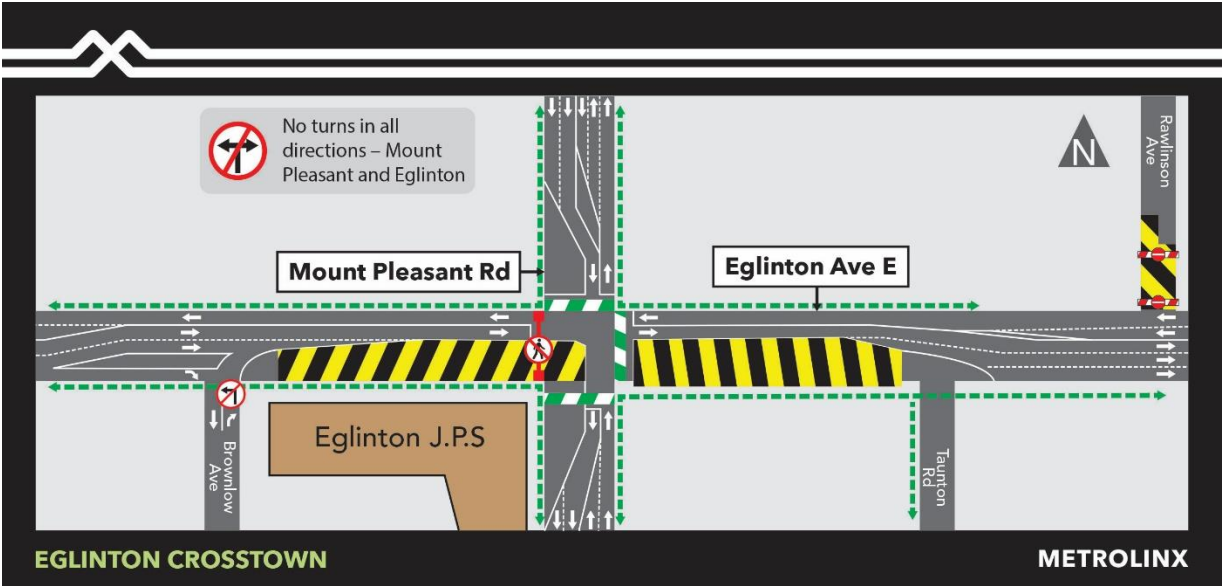 No turns in all
directions – Mount
Pleasant and Eglinton
N
Rawlinson
Ave
Mount Pleasant Rd
Eglinton Ave E
Eglinton J.P.S
Brownlow
Ave
Taunton
Rd
EGLINTON CROSSTOWN
METROLINX